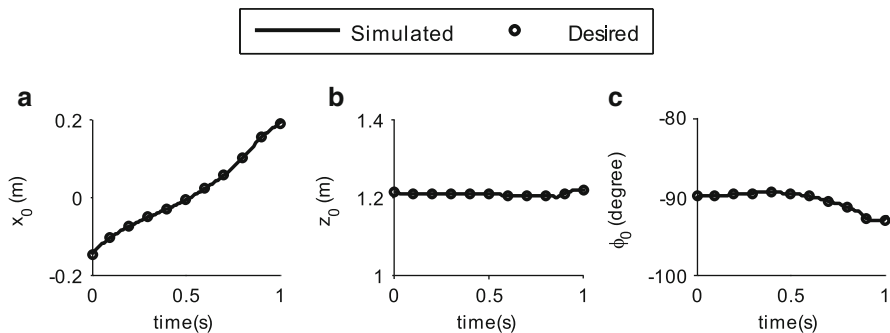 Simulated
Desired
a
0.2
0
-0.2
0
0.5
1
x₀ (m)
time(s)
b
1.4
1.2
1
0
0.5
1
z₀ (m)
time(s)
c
-80
-90
-100
0
0.5
1
ϕ₀ (degree)
time(s)